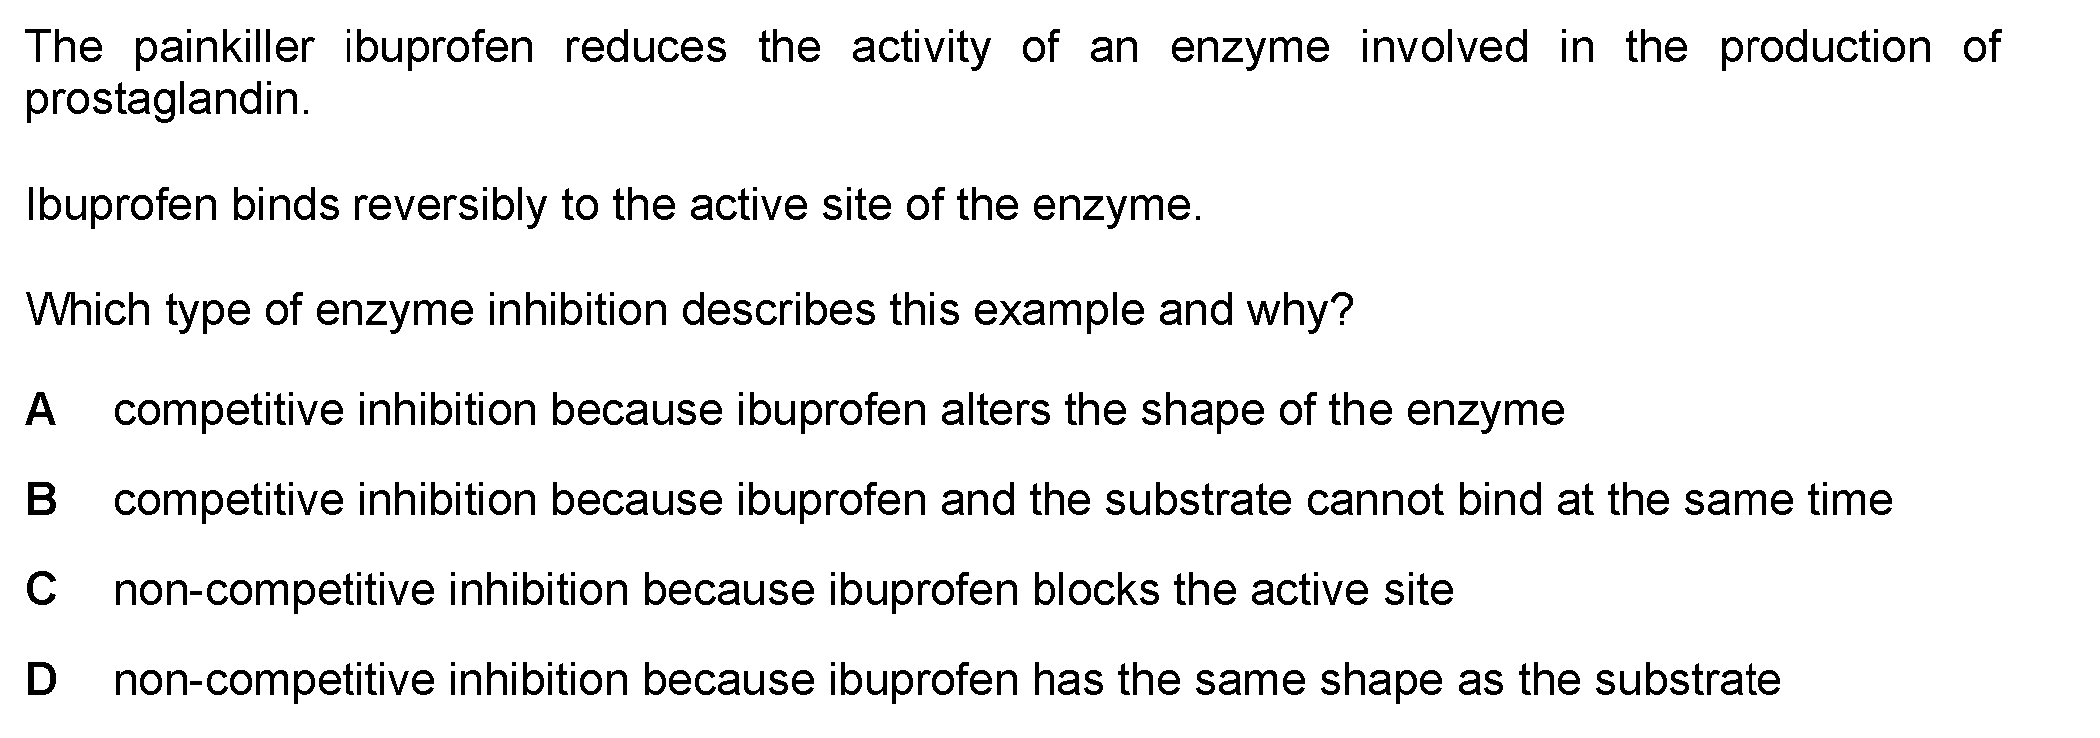 The painkiller ibuprofen reduces the activity of an enzyme involved in the production of
prostaglandin.
Ibuprofen binds reversibly to the active site of the enzyme.
Which type of enzyme inhibition describes this example and why?
A competitive inhibition because ibuprofen alters the shape of the enzyme
B competitive inhibition because ibuprofen and the substrate cannot bind at the same time
C non-competitive inhibition because ibuprofen blocks the active site
D non-competitive inhibition because ibuprofen has the same shape as the substrate